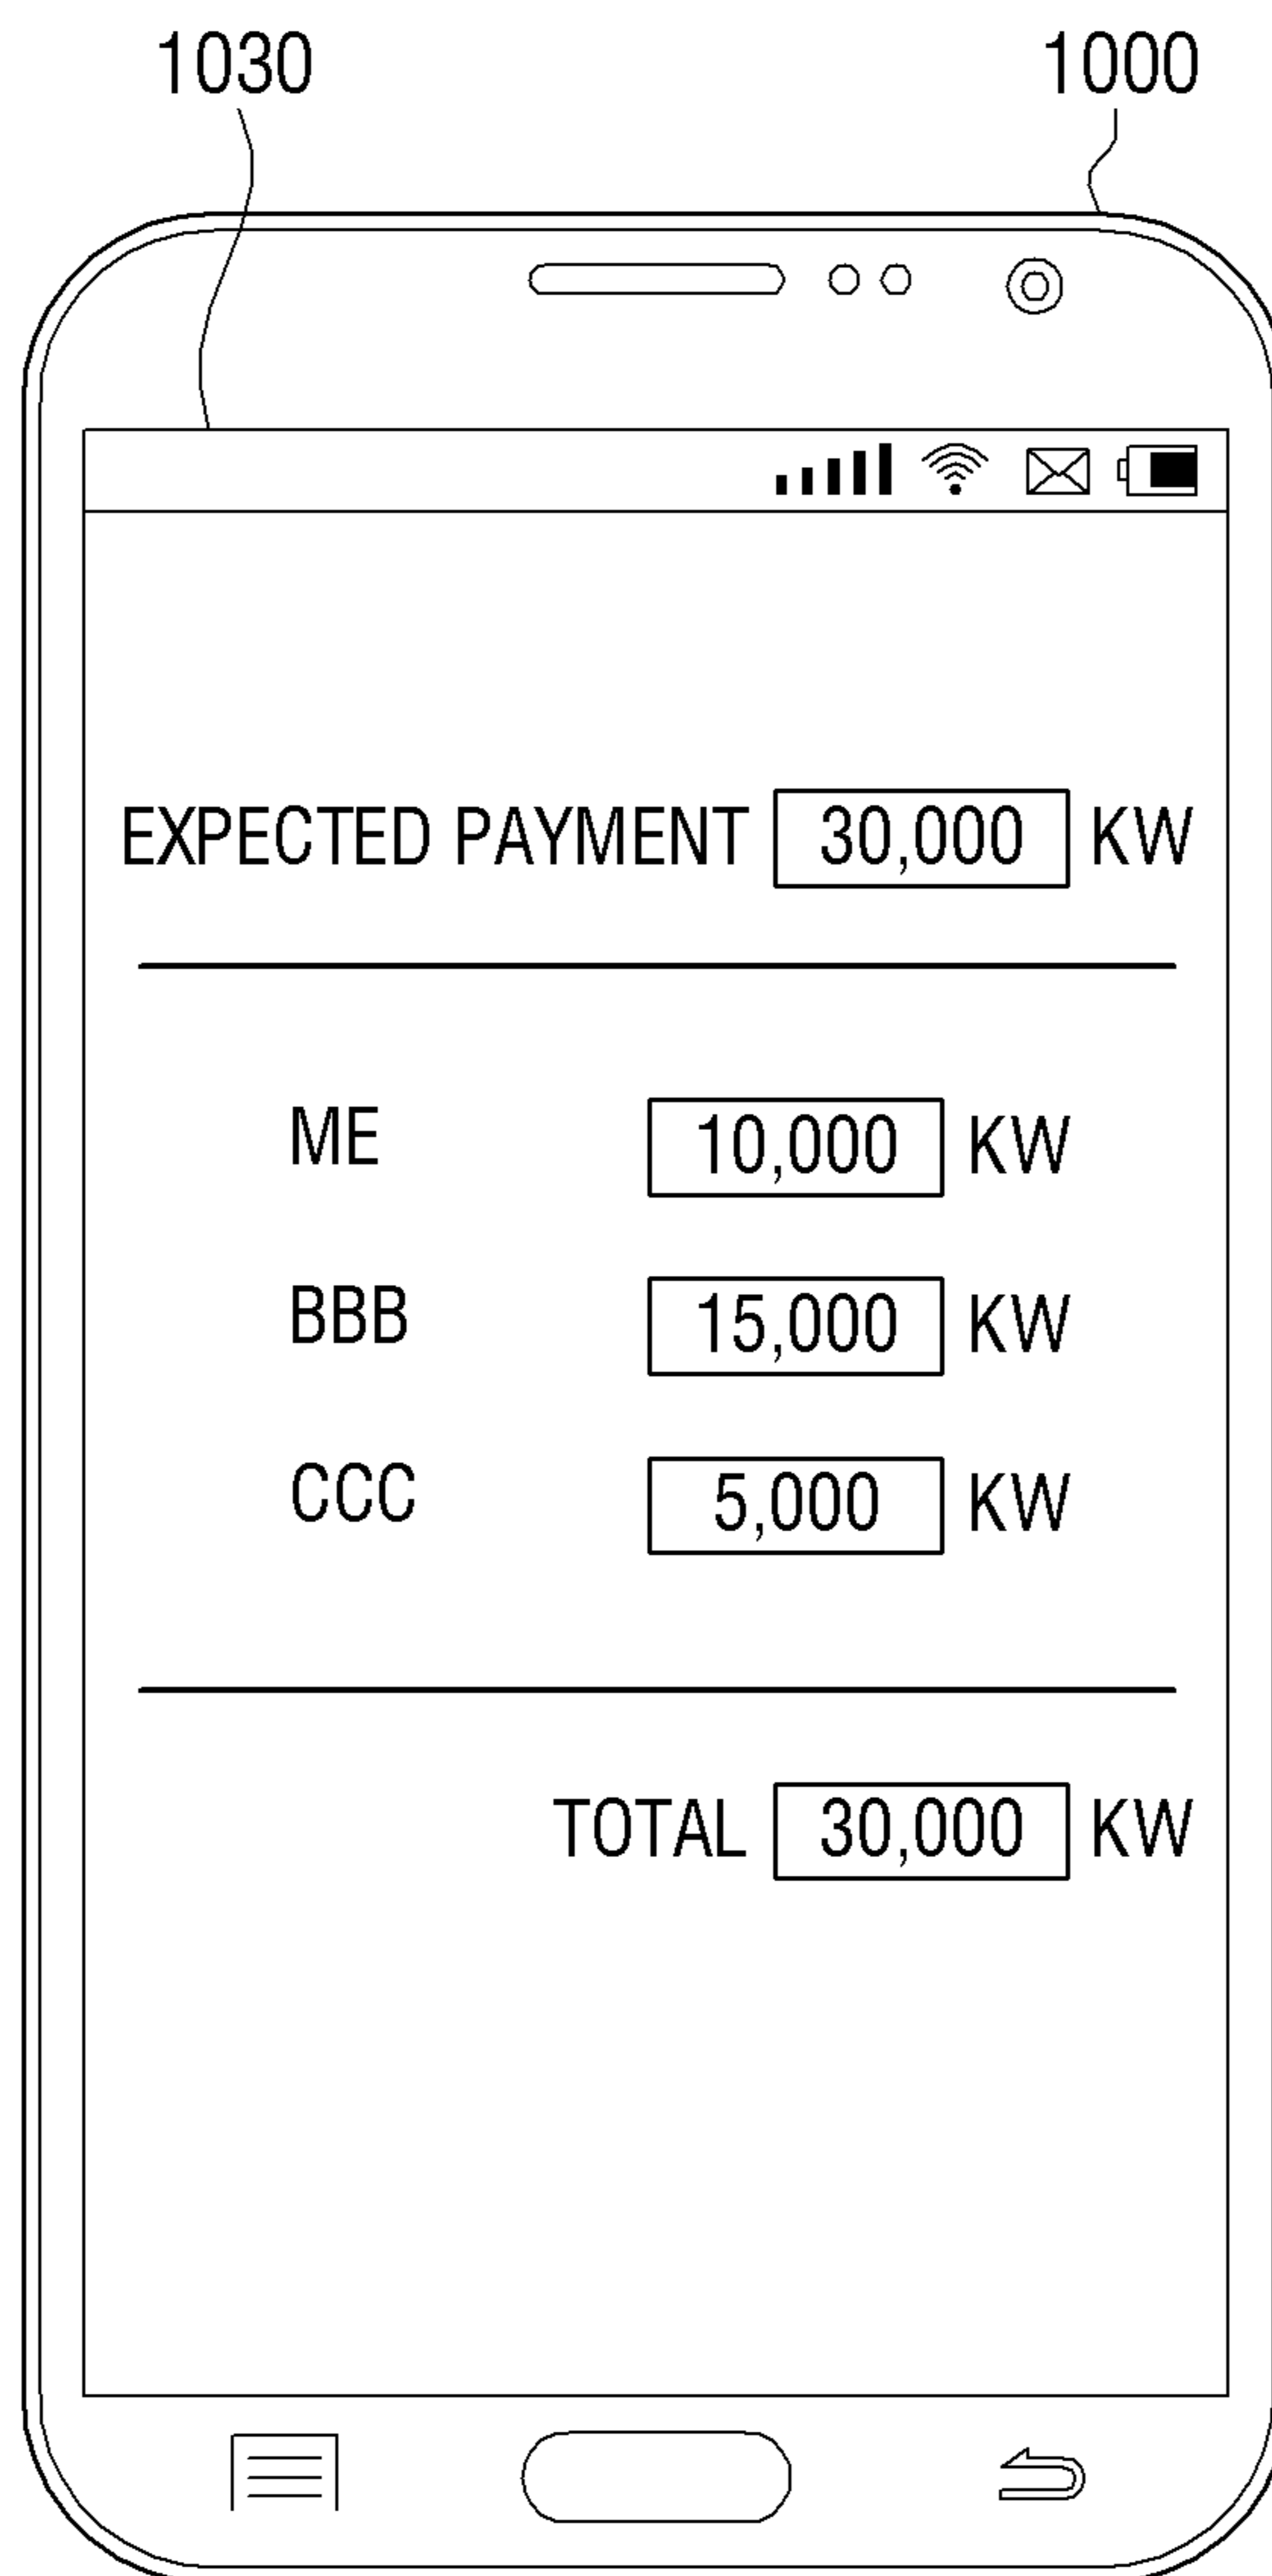 1030 1000
EXPECTED PAYMENT 30,000 KW
ME 10,000 KW
BBB 15,000 KW
CCC 5,000 KW
TOTAL 30,000 KW